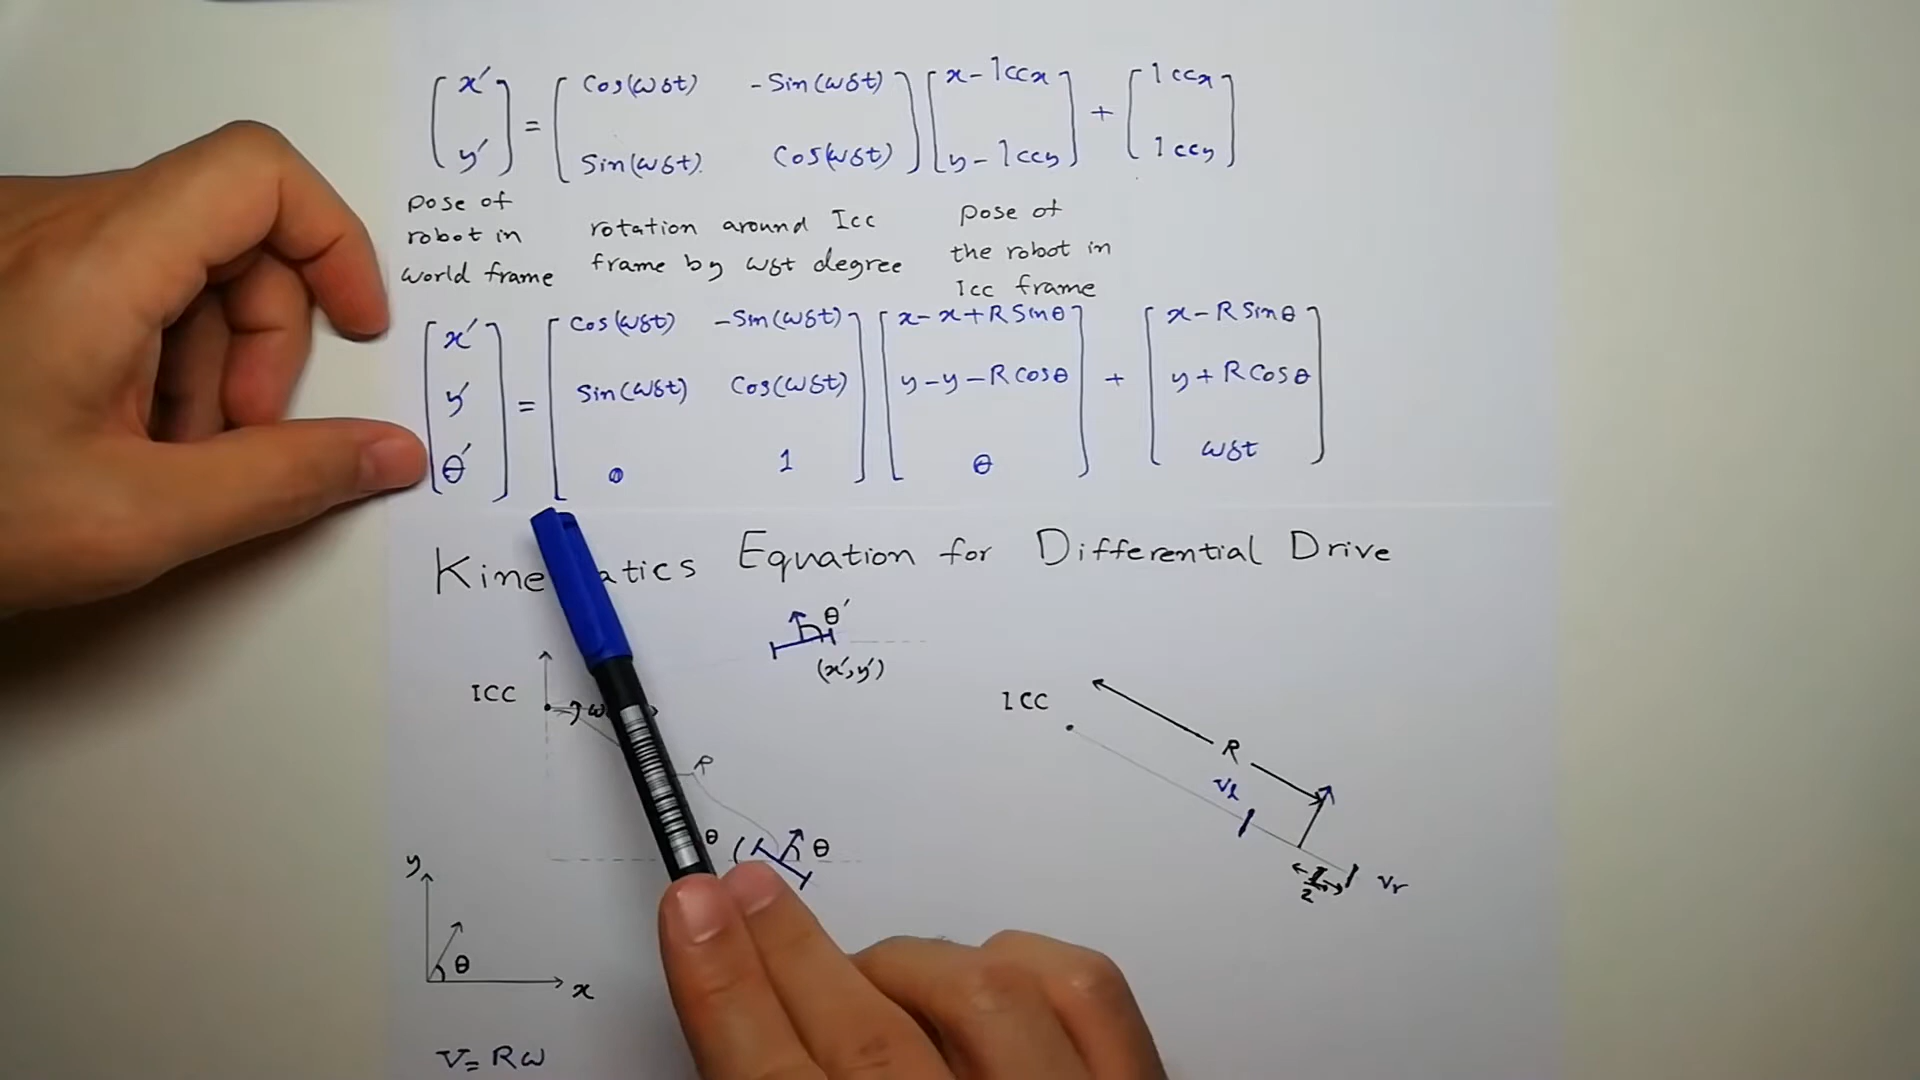 [x′ y′] = [Cos(ωδt) -Sin(ωδt) Sin(ωδt) Cos(ωδt)] [x-Iccx y-Iccy] + [Iccx Iccy]
pose of robot in world frame
rotation around Icc frame by ωδt degree
pose of the robot in Icc frame
[x′ y′ θ′] = [Cos(ωδt) -Sin(ωδt) Sin(ωδt) Cos(ωδt) 0 1] [x-x+RSinθ y-y-RCosθ θ] + [x-RSinθ y+RCosθ ωδt]
Equation for Differential Drive
θ′
(x′,y′)
ICC
ω
R
θ
θ
ICC
R
Vl
l/2
Vr
y
θ
x
V=Rω